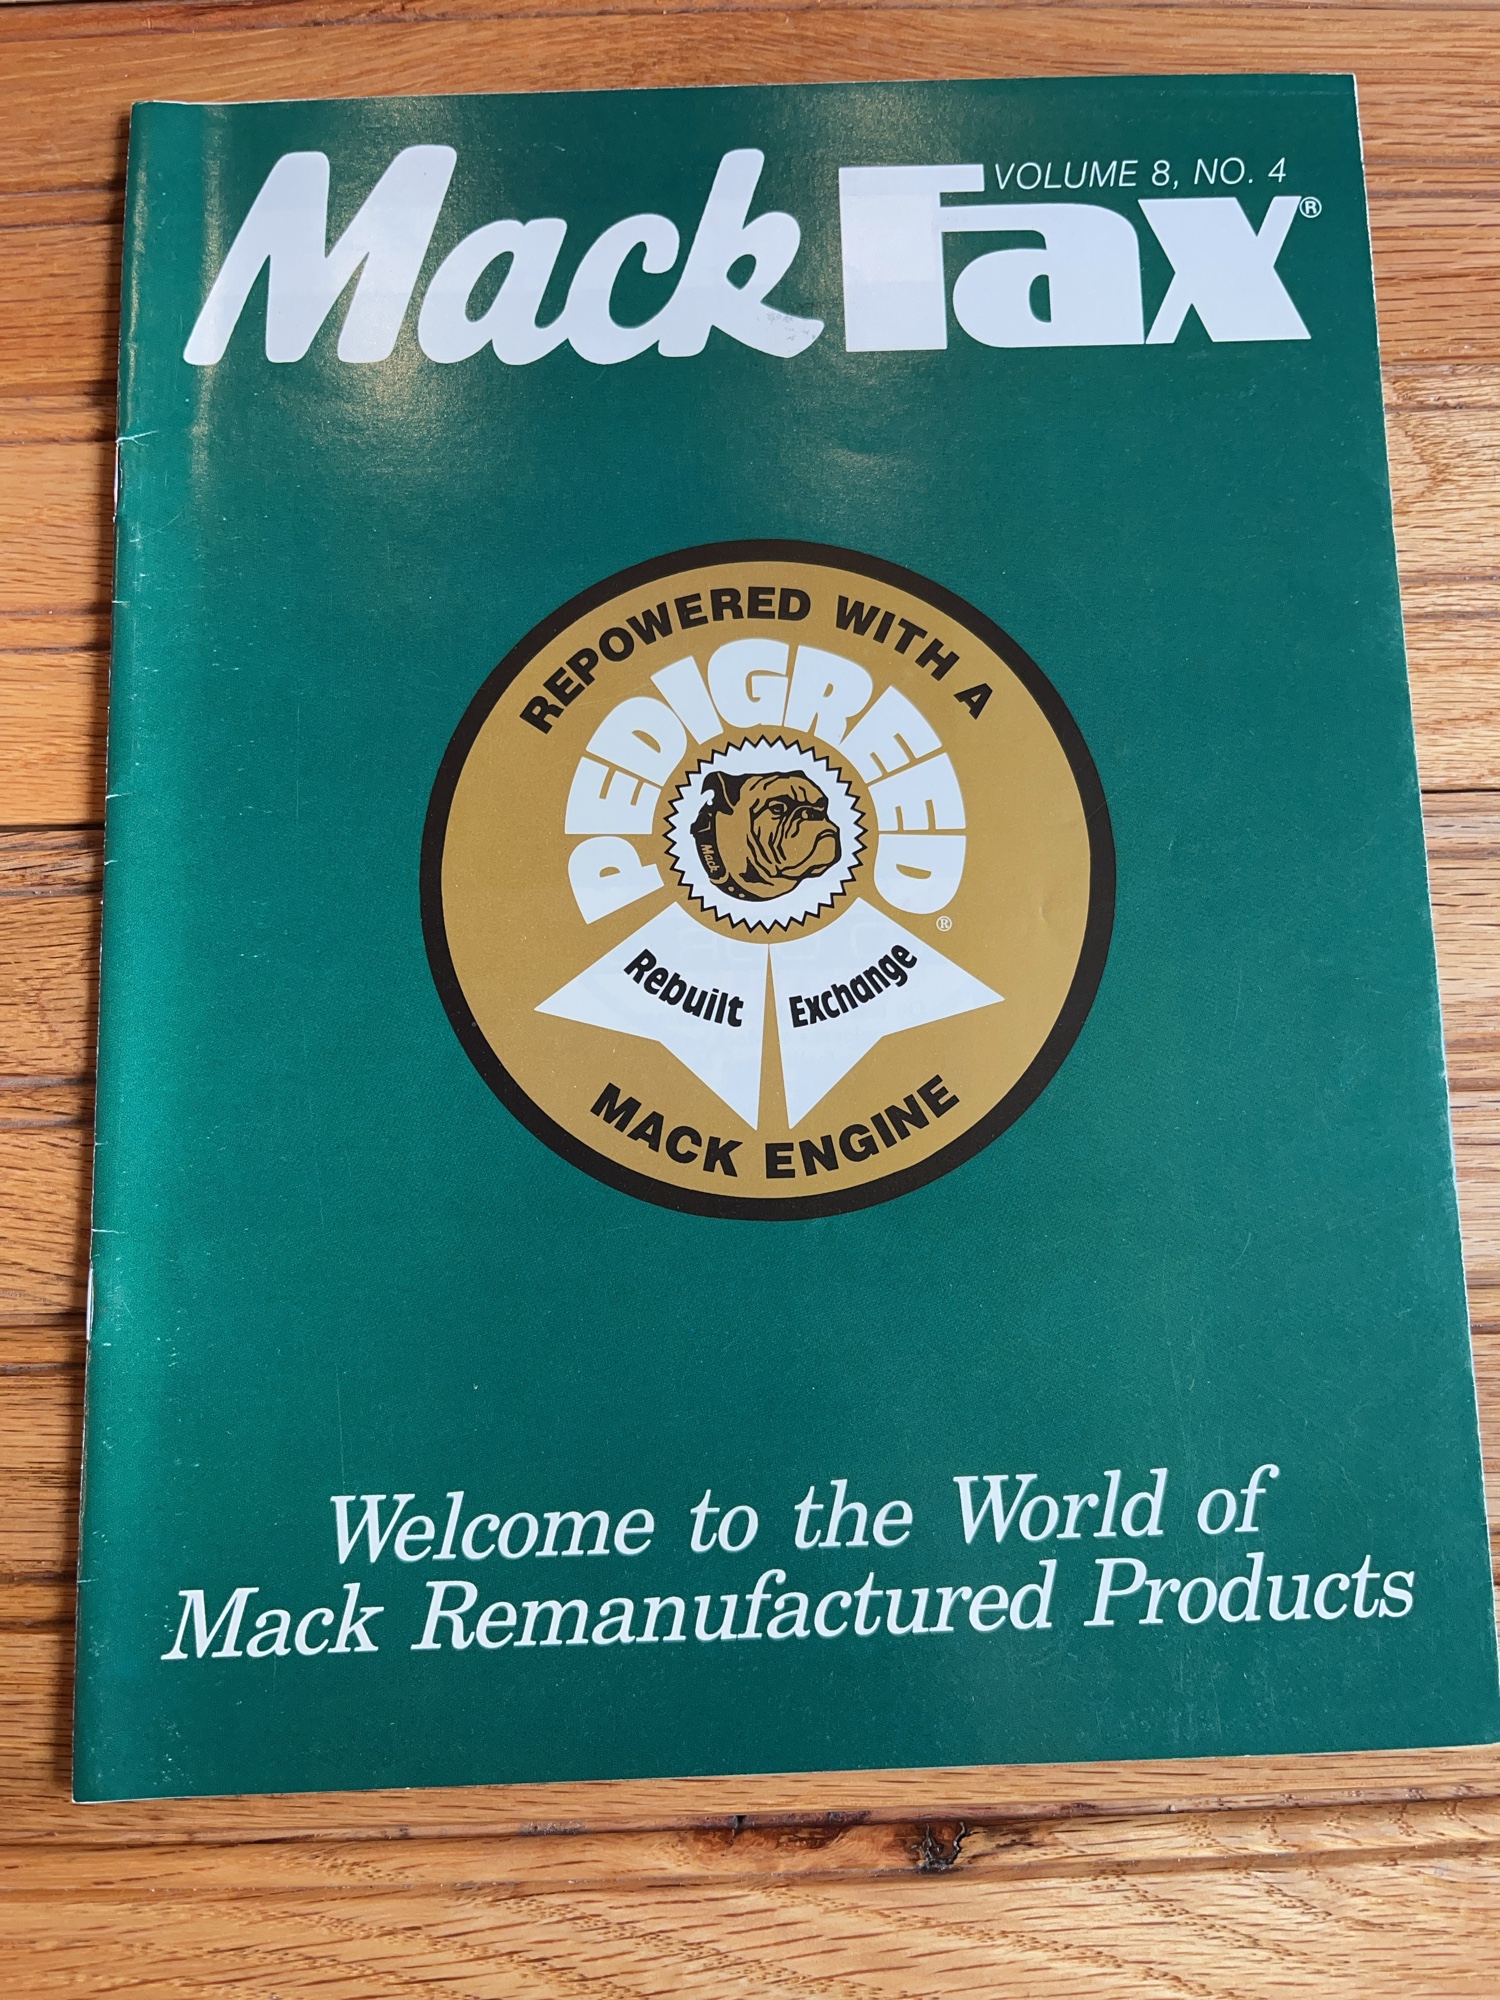 VOLUME 8, NO. 4
Mack Fax®
REPOWERED WITH A
PEDIGREED®
Mack
Rebuilt Exchange
MACK ENGINE
Welcome to the World of
Mack Remanufactured Products